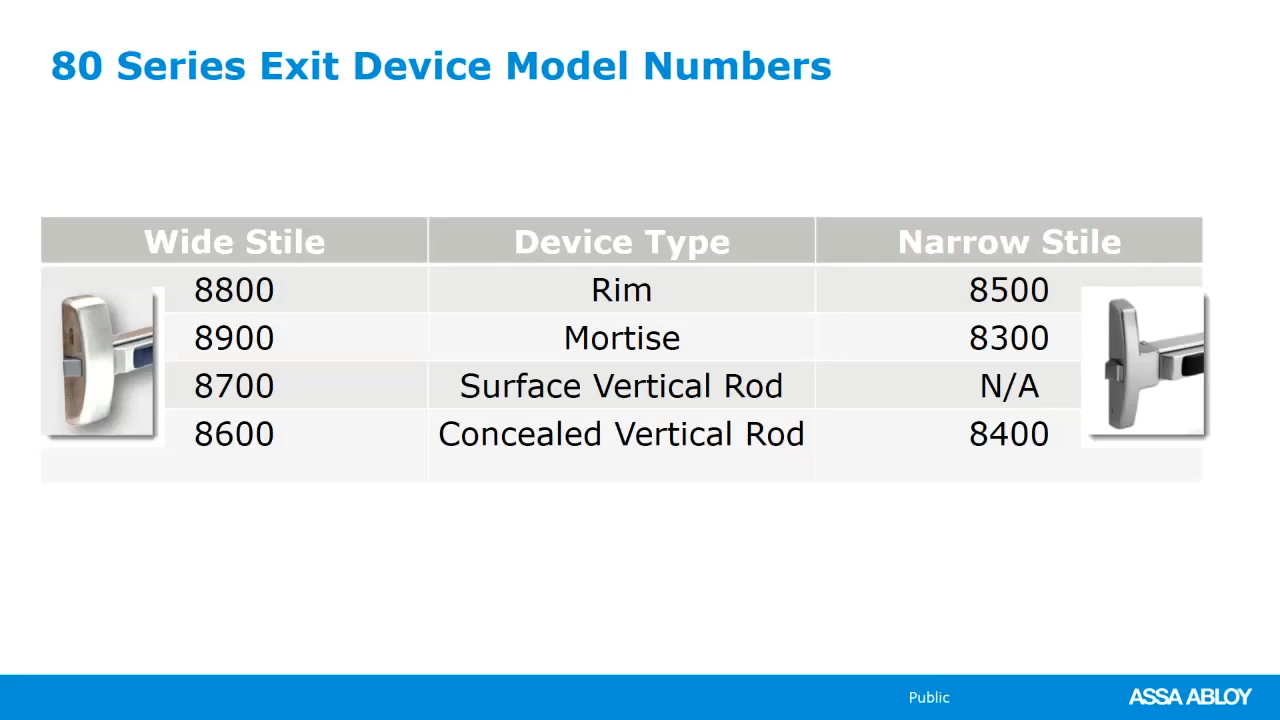 80 Series Exit Device Model Numbers
Wide Stile Device Type Narrow Stile
8800 Rim 8500
8900 Mortise 8300
8700 Surface Vertical Rod N/A
8600 Concealed Vertical Rod 8400
Public ASSA ABLOY